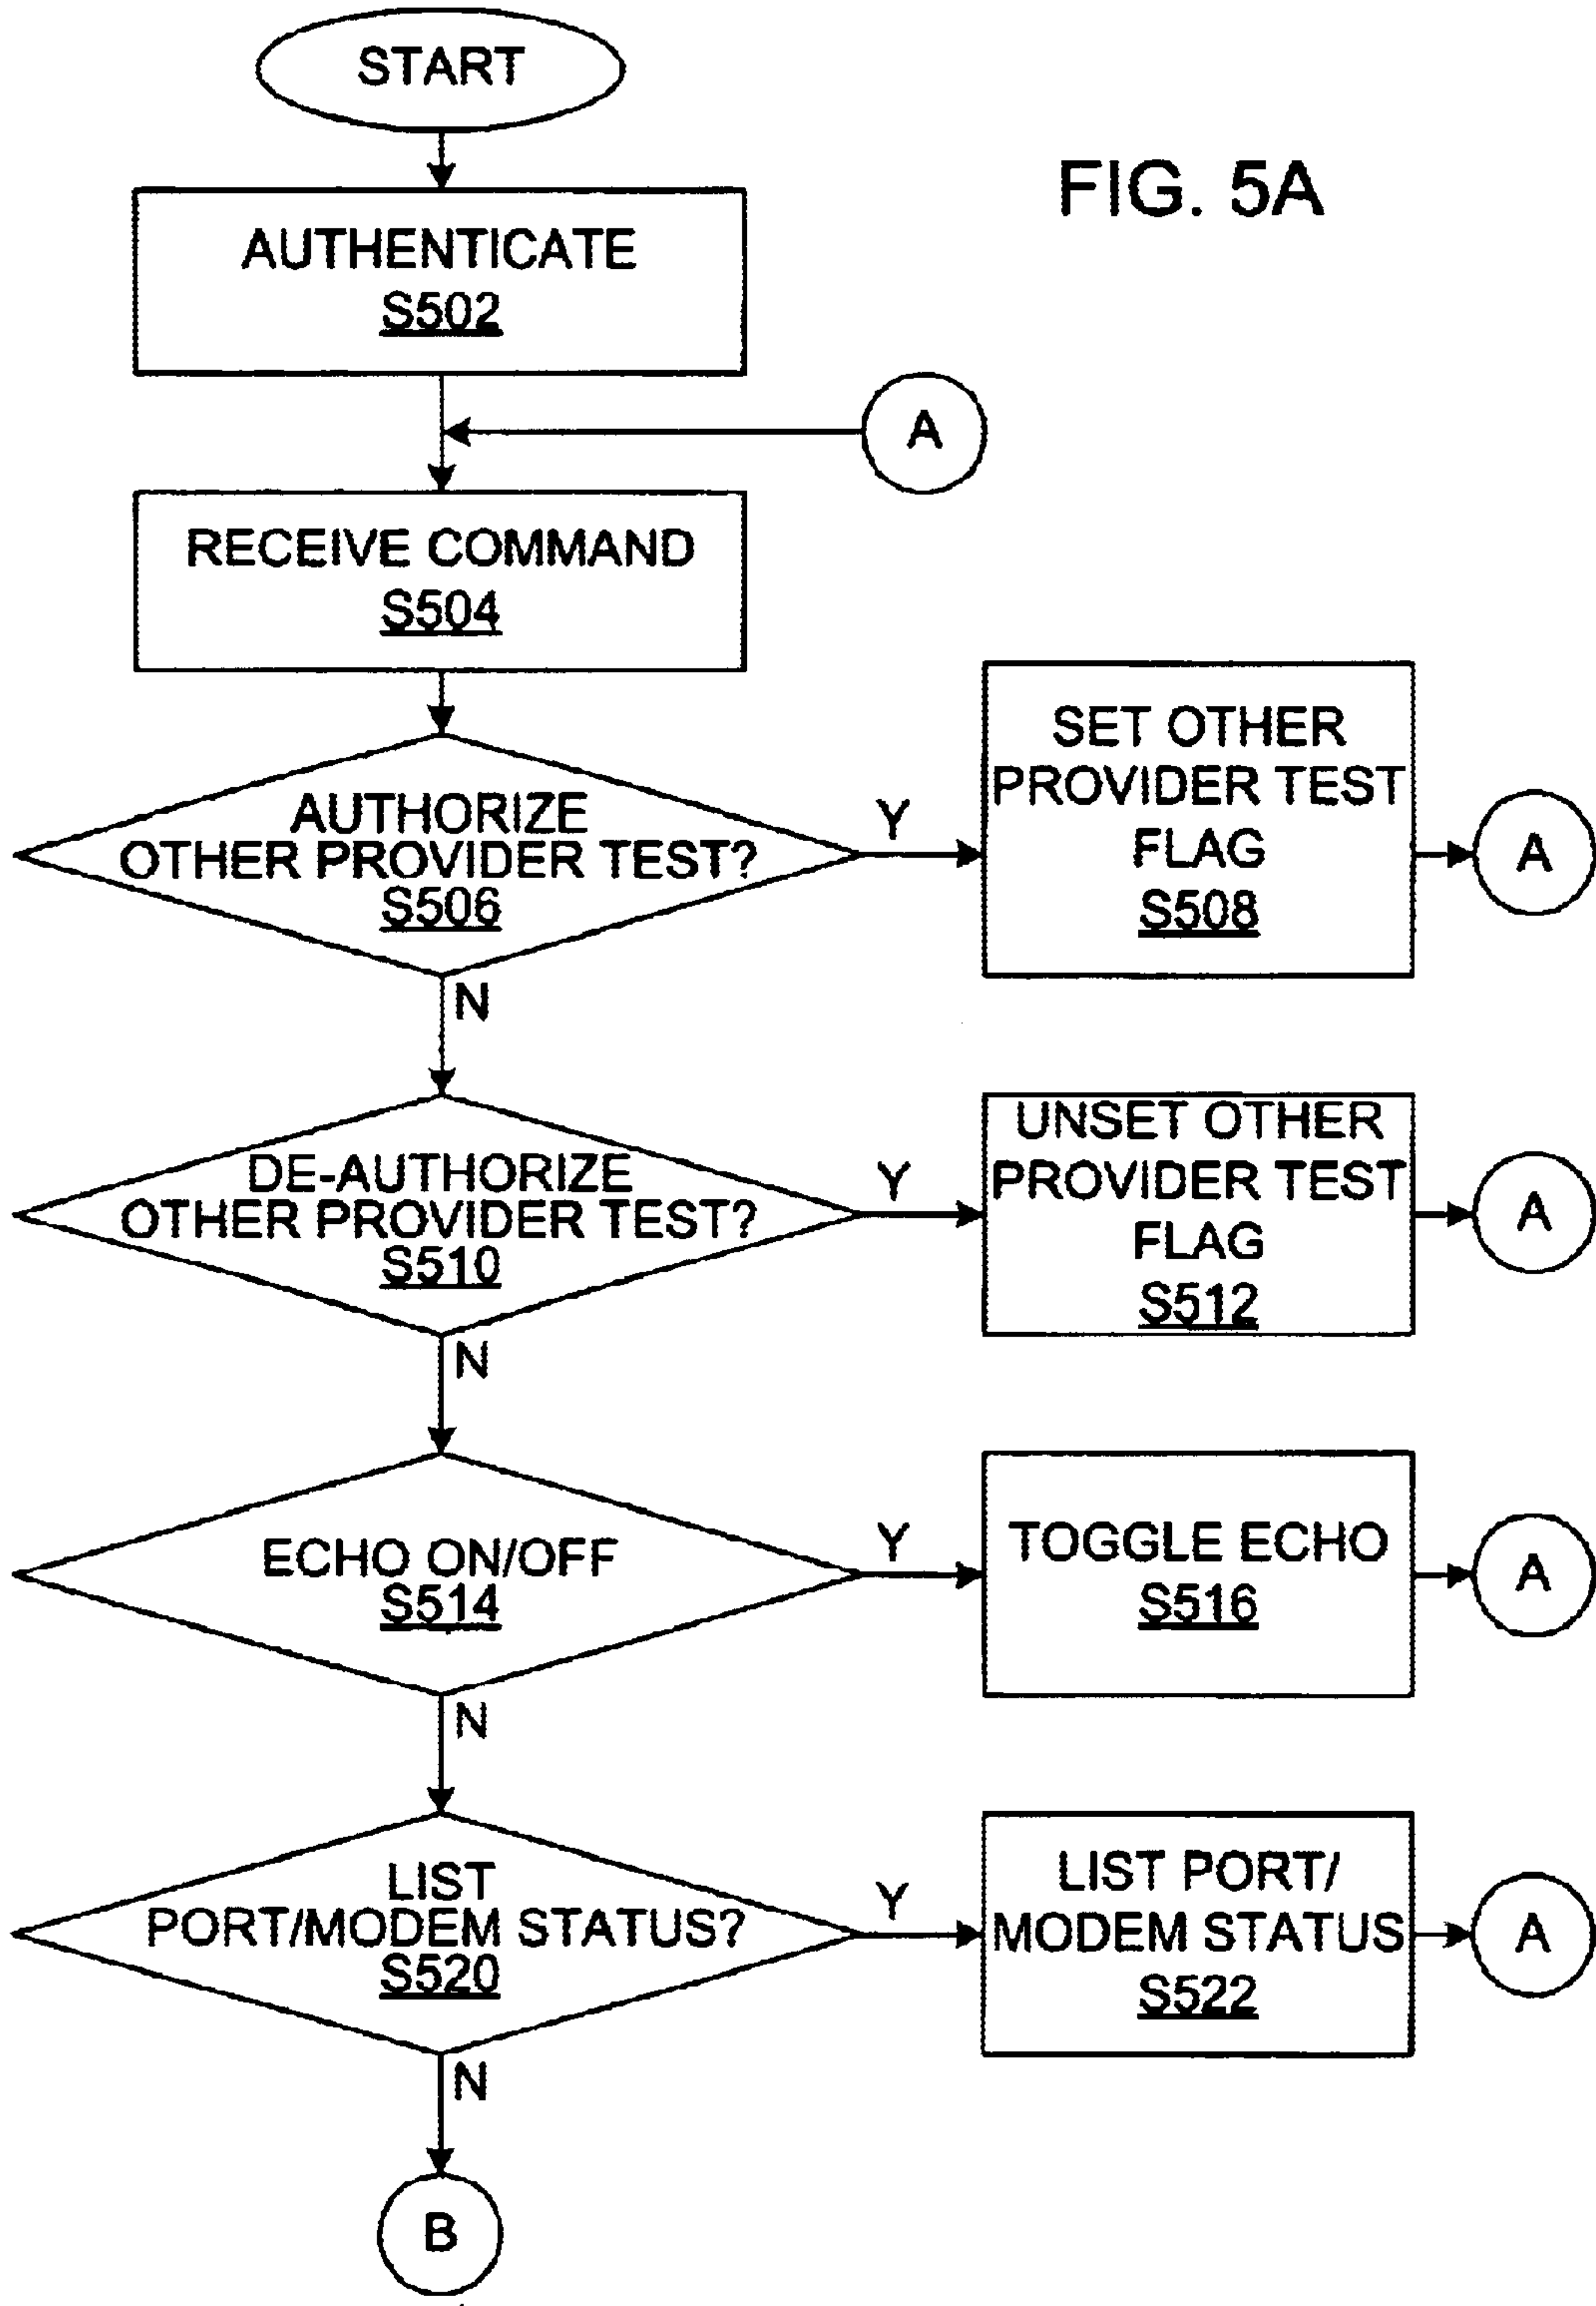 START
FIG. 5A
AUTHENTICATE
S502
A
RECEIVE COMMAND
S504
AUTHORIZE
OTHER PROVIDER TEST?
S506
Y
SET OTHER
PROVIDER TEST
FLAG
S508
A
N
DE-AUTHORIZE
OTHER PROVIDER TEST?
S510
Y
UNSET OTHER
PROVIDER TEST
FLAG
S512
A
N
ECHO ON/OFF
S514
Y
TOGGLE ECHO
S516
A
N
LIST
PORT/MODEM STATUS?
S520
Y
LIST PORT/
MODEM STATUS
S522
A
N
B